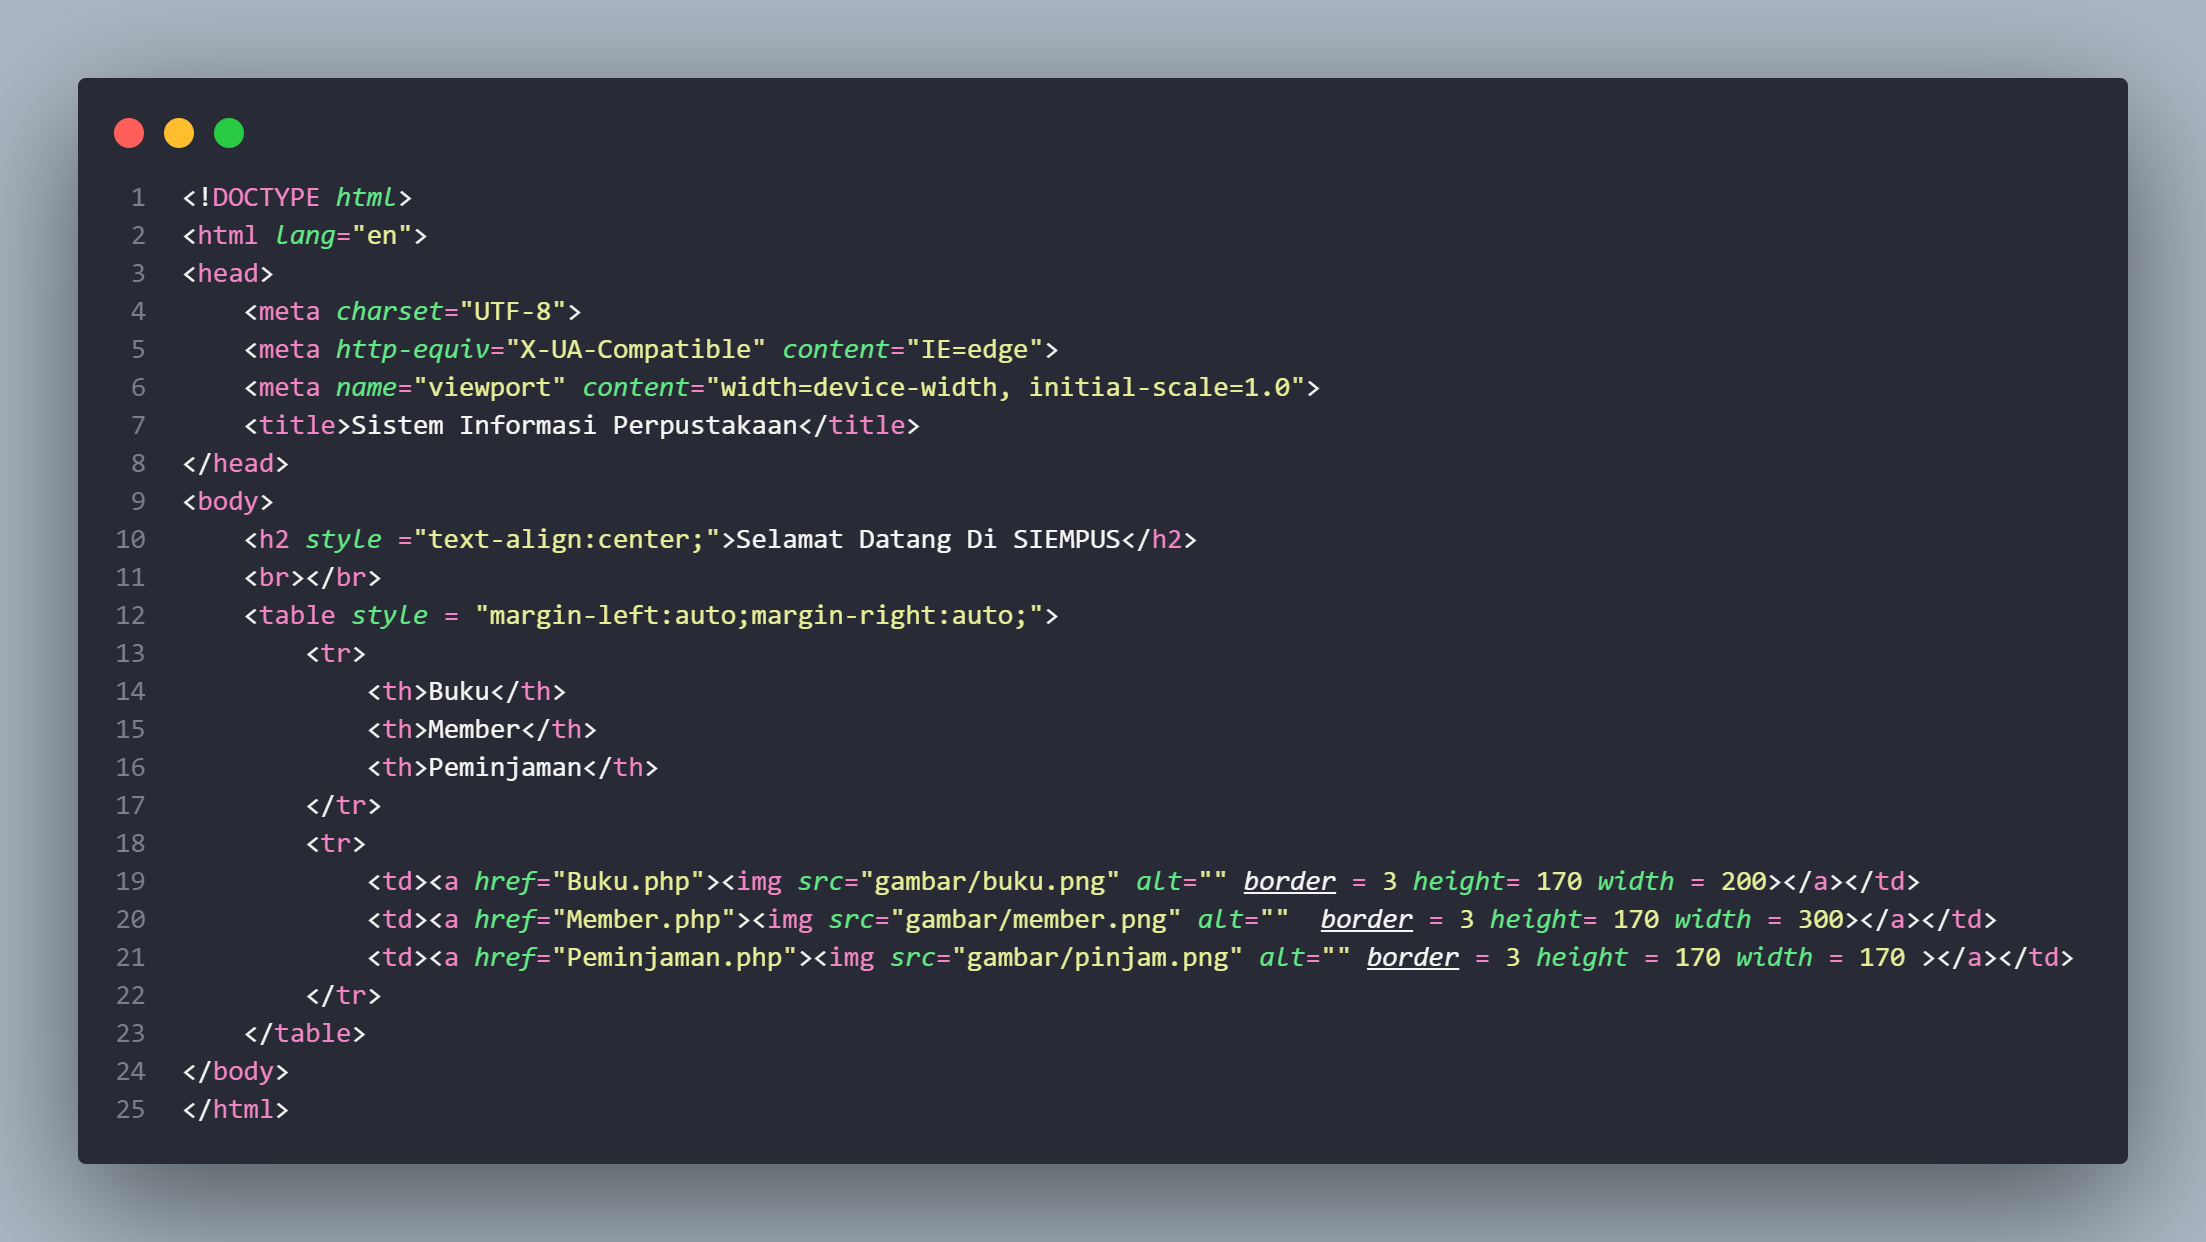 1 <!DOCTYPE html>
2 <html lang="en">
3 <head>
4     <meta charset="UTF-8">
5     <meta http-equiv="X-UA-Compatible" content="IE=edge">
6     <meta name="viewport" content="width=device-width, initial-scale=1.0">
7     <title>Sistem Informasi Perpustakaan</title>
8 </head>
9 <body>
10     <h2 style ="text-align:center;">Selamat Datang Di SIEMPUS</h2>
11     <br></br>
12     <table style = "margin-left:auto;margin-right:auto;">
13         <tr>
14             <th>Buku</th>
15             <th>Member</th>
16             <th>Peminjaman</th>
17         </tr>
18         <tr>
19             <td><a href="Buku.php"><img src="gambar/buku.png" alt="" border = 3 height= 170 width = 200></a></td>
20             <td><a href="Member.php"><img src="gambar/member.png" alt=""  border = 3 height= 170 width = 300></a></td>
21             <td><a href="Peminjaman.php"><img src="gambar/pinjam.png" alt="" border = 3 height = 170 width = 170 ></a></td>
22         </tr>
23     </table>
24 </body>
25 </html>